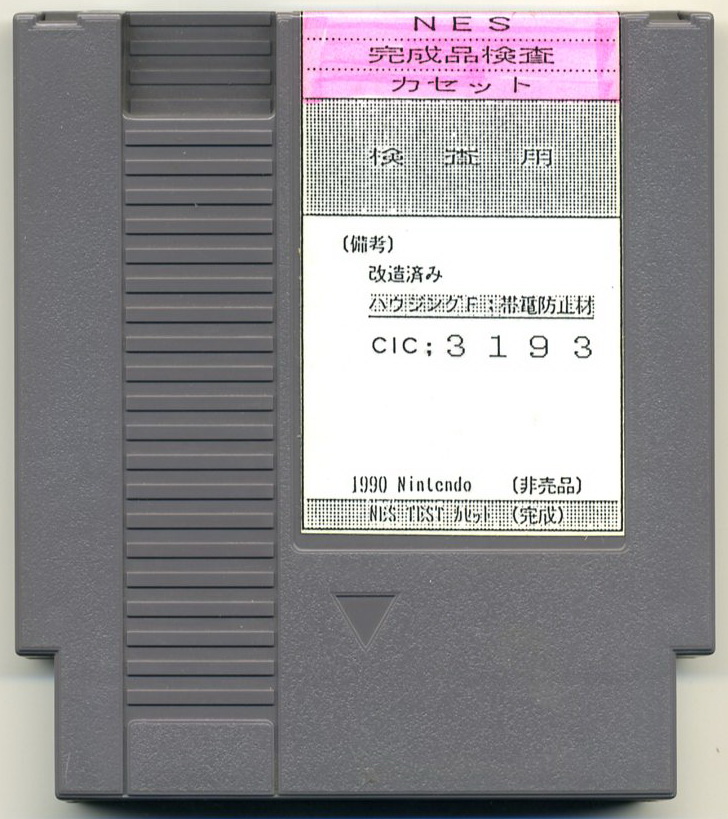 NES
完成品検査
カセット
検査用
(備考)
改造済み
ハウジングF;帯電防止材
CIC;3193
1990 Nintendo (非売品)
NES TEST カセット (完成)